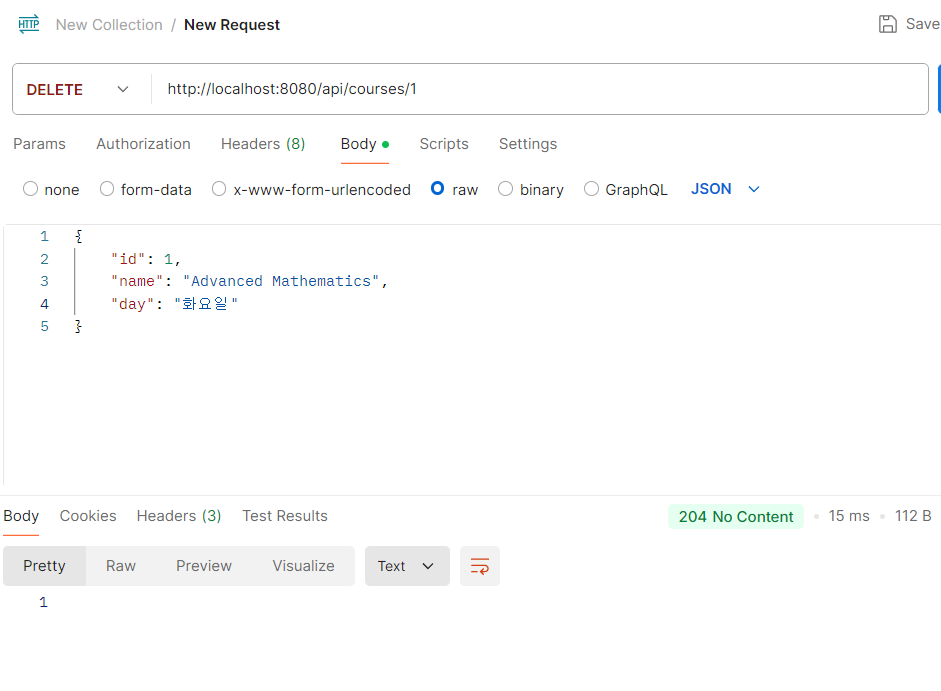 HTTP New Collection / New Request Save
DELETE http://localhost:8080/api/courses/1
Params Authorization Headers (8) Body Scripts Settings
none form-data x-www-form-urlencoded raw binary GraphQL JSON
1 {
2 "id": 1,
3 "name": "Advanced Mathematics",
4 "day": "화요일"
5 }
Body Cookies Headers (3) Test Results 204 No Content 15 ms 112 B
Pretty Raw Preview Visualize Text
1